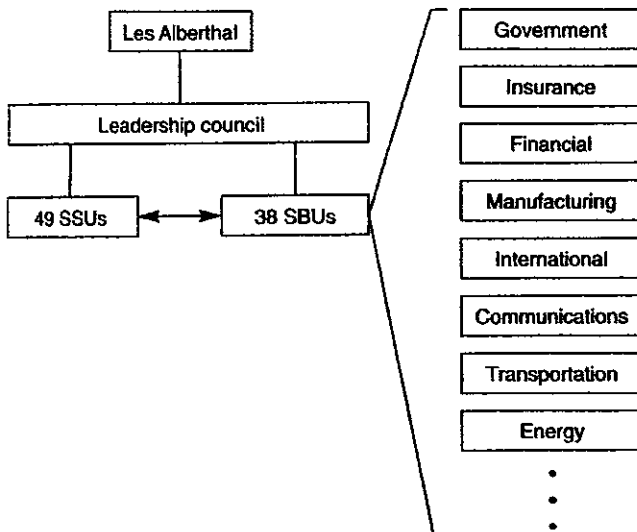 Les Alberthal
Leadership council
49 SSUs
38 SBUs
Government
Insurance
Financial
Manufacturing
International
Communications
Transportation
Energy